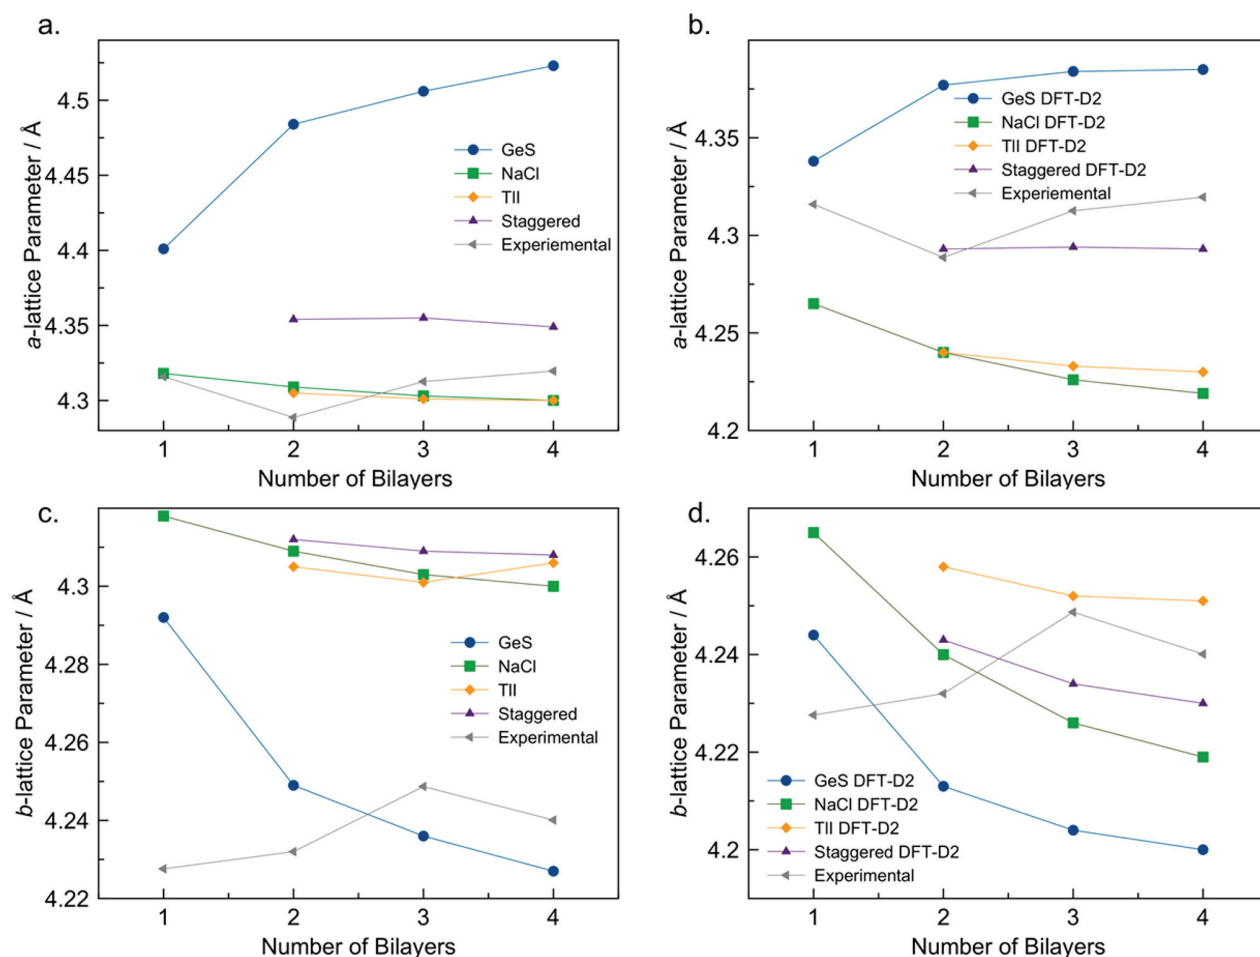 a.
4.5
4.45
4.4
4.35
4.3
a-lattice Parameter / Å
GeS
NaCl
TlI
Staggered
Experiemental
1 2 3 4
Number of Bilayers
b.
4.35
4.3
4.25
4.2
a-lattice Parameter / Å
GeS DFT-D2
NaCl DFT-D2
TlI DFT-D2
Staggered DFT-D2
Experiemental
1 2 3 4
Number of Bilayers
c.
4.3
4.28
4.26
4.24
4.22
b-lattice Parameter / Å
GeS
NaCl
TlI
Staggered
Experimental
1 2 3 4
Number of Bilayers
d.
4.26
4.24
4.22
4.2
b-lattice Parameter / Å
GeS DFT-D2
NaCl DFT-D2
TlI DFT-D2
Staggered DFT-D2
Experimental
1 2 3 4
Number of Bilayers